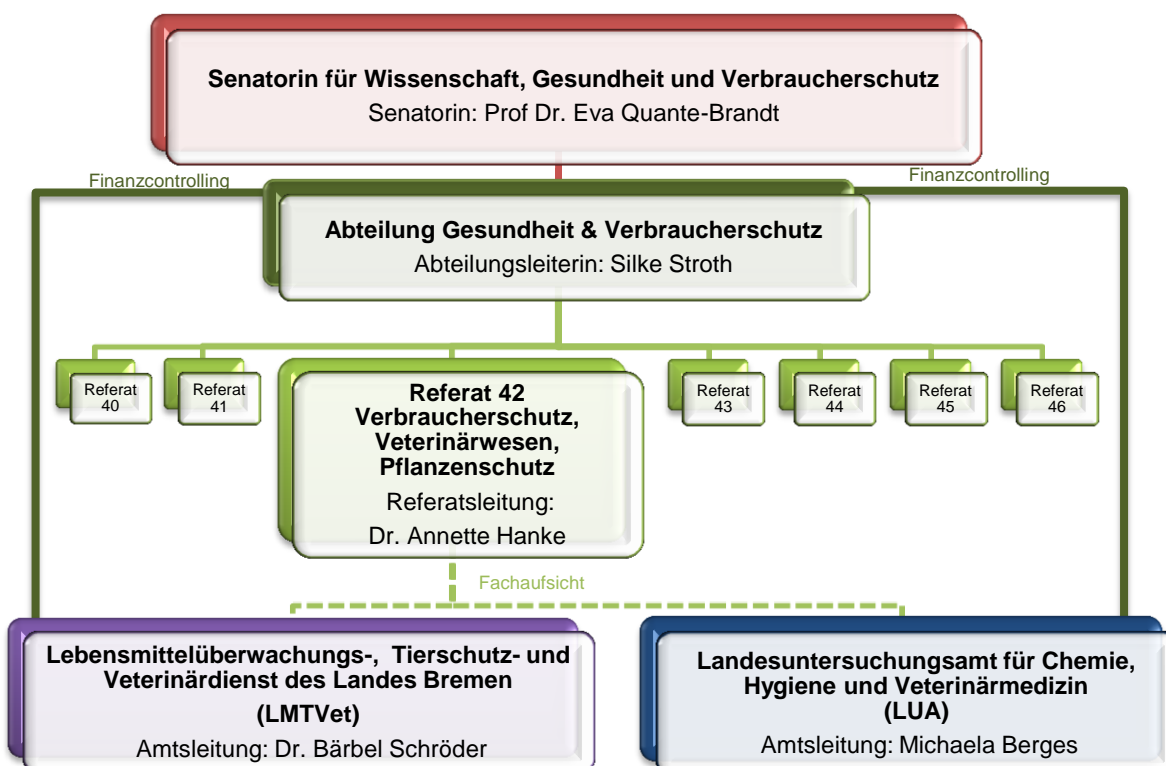 Senatorin für Wissenschaft, Gesundheit und Verbraucherschutz
Senatorin: Prof Dr. Eva Quante-Brandt
Finanzcontrolling
Finanzcontrolling
Abteilung Gesundheit & Verbraucherschutz
Abteilungsleiterin: Silke Stroth
Referat
40
Referat
41
Referat 42
Verbraucherschutz,
Veterinärwesen,
Pflanzenschutz
Referatsleitung:
Dr. Annette Hanke
Referat
43
Referat
44
Referat
45
Referat
46
Fachaufsicht
Lebensmittelüberwachungs-, Tierschutz- und
Veterinärdienst des Landes Bremen
(LMTVet)
Amtsleitung: Dr. Bärbel Schröder
Landesuntersuchungsamt für Chemie,
Hygiene und Veterinärmedizin
(LUA)
Amtsleitung: Michaela Berges